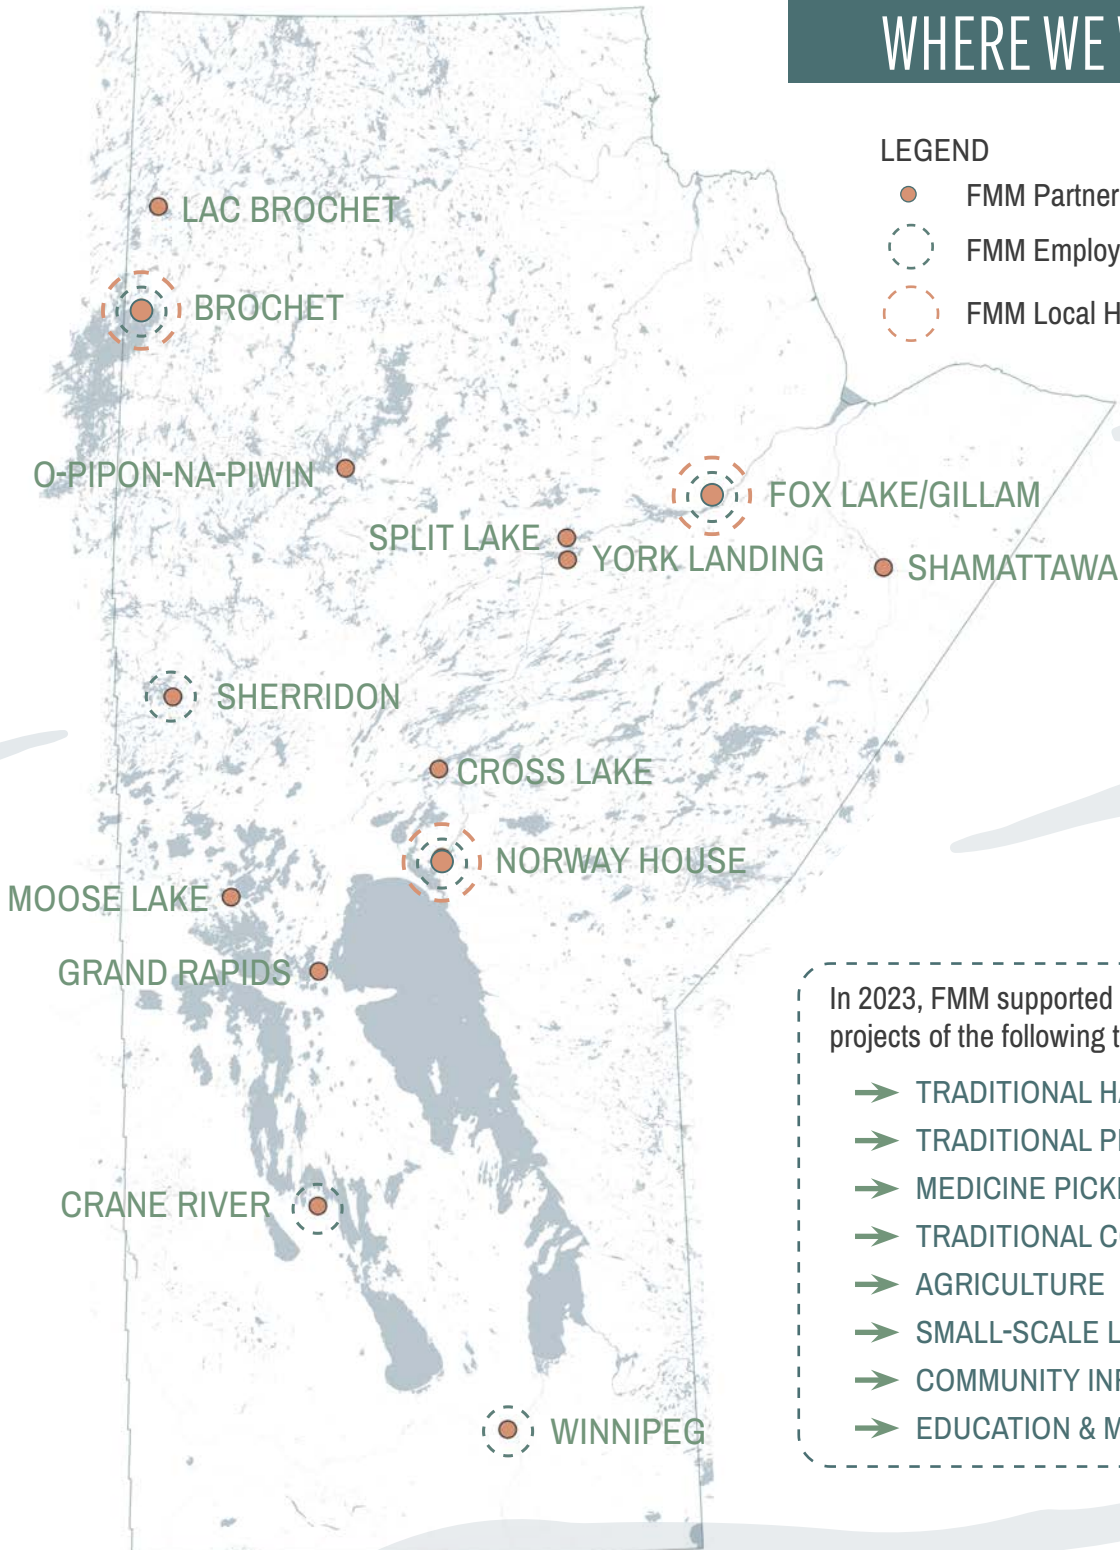 WHERE WE
LEGEND
FMM Partner
FMM Employ
FMM Local H
LAC BROCHET
BROCHET
O-PIPON-NA-PIWIN
FOX LAKE/GILLAM
SPLIT LAKE
YORK LANDING
SHAMATTAWA
SHERRIDON
CROSS LAKE
NORWAY HOUSE
MOOSE LAKE
GRAND RAPIDS
CRANE RIVER
WINNIPEG
In 2023, FMM supported
projects of the following t
TRADITIONAL HA
TRADITIONAL P
MEDICINE PICK
TRADITIONAL C
AGRICULTURE
SMALL-SCALE L
COMMUNITY INF
EDUCATION & M